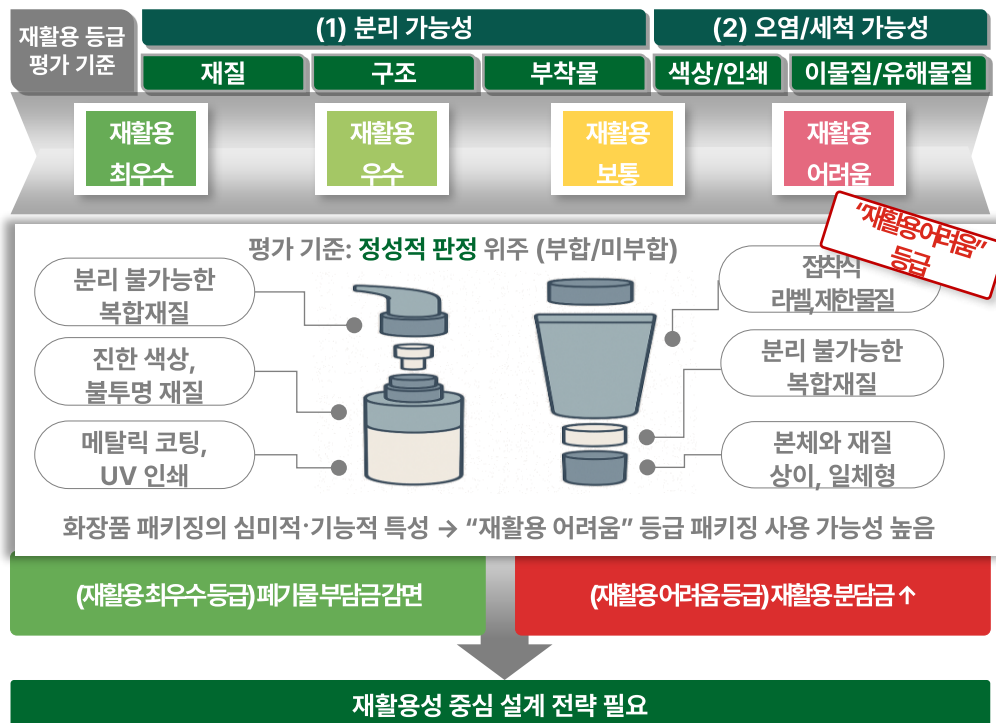 재활용 등급
평가 기준
(1) 분리 가능성
(2) 오염/세척 가능성
재질
구조
부착물
색상/인쇄
이물질/유해물질
재활용
최우수
재활용
우수
재활용
보통
재활용
어려움
“재활용어려움”
등급
평가 기준: 정성적 판정 위주 (부합/미부합)
분리 불가능한
복합재질
진한 색상,
불투명 재질
메탈릭 코팅,
UV 인쇄
접착식
라벨,제한물질
분리 불가능한
복합재질
본체와 재질
상이, 일체형
화장품 패키징의 심미적·기능적 특성 → “재활용 어려움” 등급 패키징 사용 가능성 높음
(재활용 최우수 등급) 폐기물 부담금 감면
(재활용 어려움 등급) 재활용 분담금 ↑
재활용성 중심 설계 전략 필요